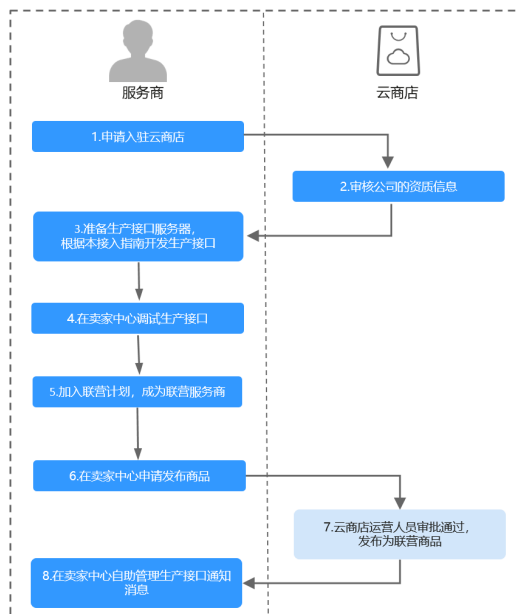 服务商
云商店
1.申请入驻云商店
2.审核公司的资质信息
3.准备生产接口服务器，
根据本接入指南开发生产接口
4.在卖家中心调试生产接口
5.加入联营计划，成为联营服务商
6.在卖家中心申请发布商品
7.云商店运营人员审批通过，
发布为联营商品
8.在卖家中心自助管理生产接口通知
消息